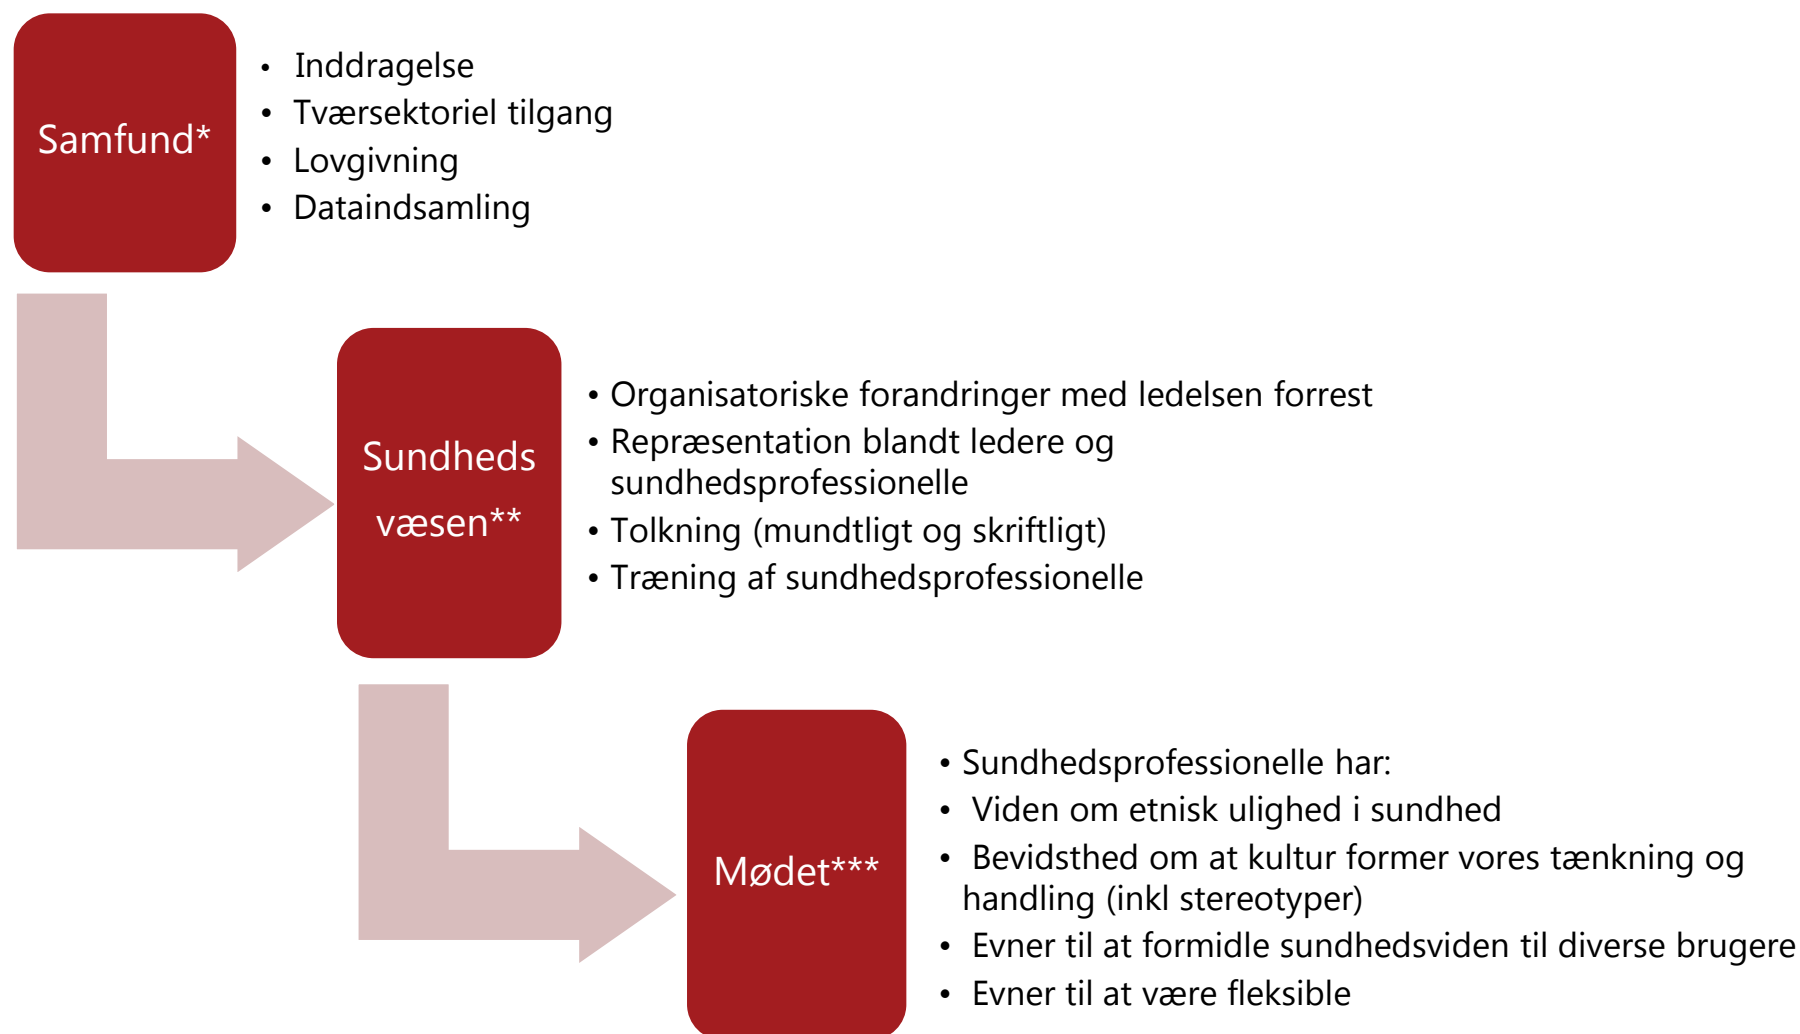 Samfund*
• Inddragelse
• Tværsektoriel tilgang
• Lovgivning
• Dataindsamling
Sundheds
væsen**
• Organisatoriske forandringer med ledelsen forrest
• Repræsentation blandt ledere og
sundhedsprofessionelle
• Tolkning (mundtligt og skriftligt)
• Træning af sundhedsprofessionelle
Mødet***
• Sundhedsprofessionelle har:
• Viden om etnisk ulighed i sundhed
• Bevidsthed om at kultur former vores tænkning og
handling (inkl stereotyper)
• Evner til at formidle sundhedsviden til diverse brugere
• Evner til at være fleksible